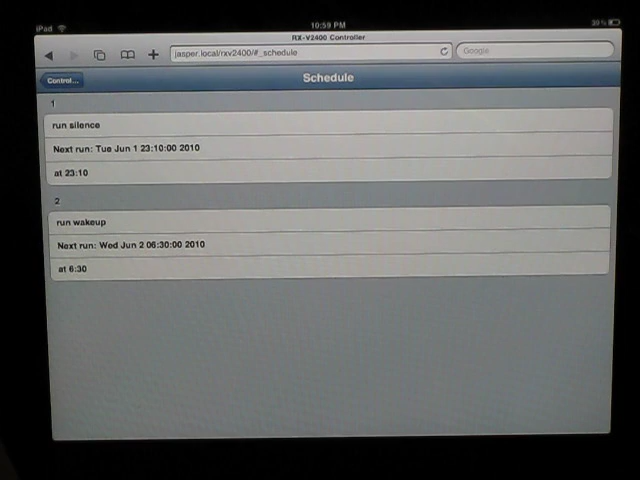 iPad 10:59 PM 39%
RX-V2400 Controller
jasper.local/rxv2400/#_schedule Google
Control... Schedule
1
run silence
Next run: Tue Jun 1 23:10:00 2010
at 23:10
2
run wakeup
Next run: Wed Jun 2 06:30:00 2010
at 6:30